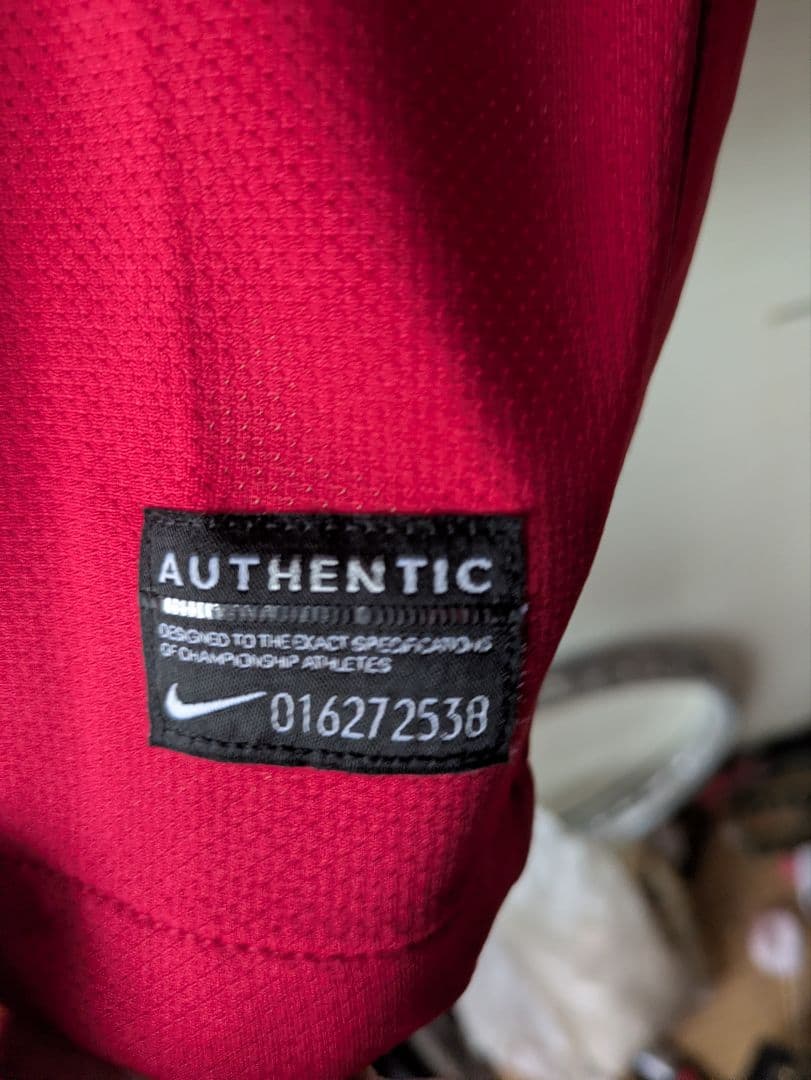 AUTHENTIC
DESIGNED TO THE EXACT SPECIFICATIONS
OF CHAMPIONSHIP ATHLETES
016272538